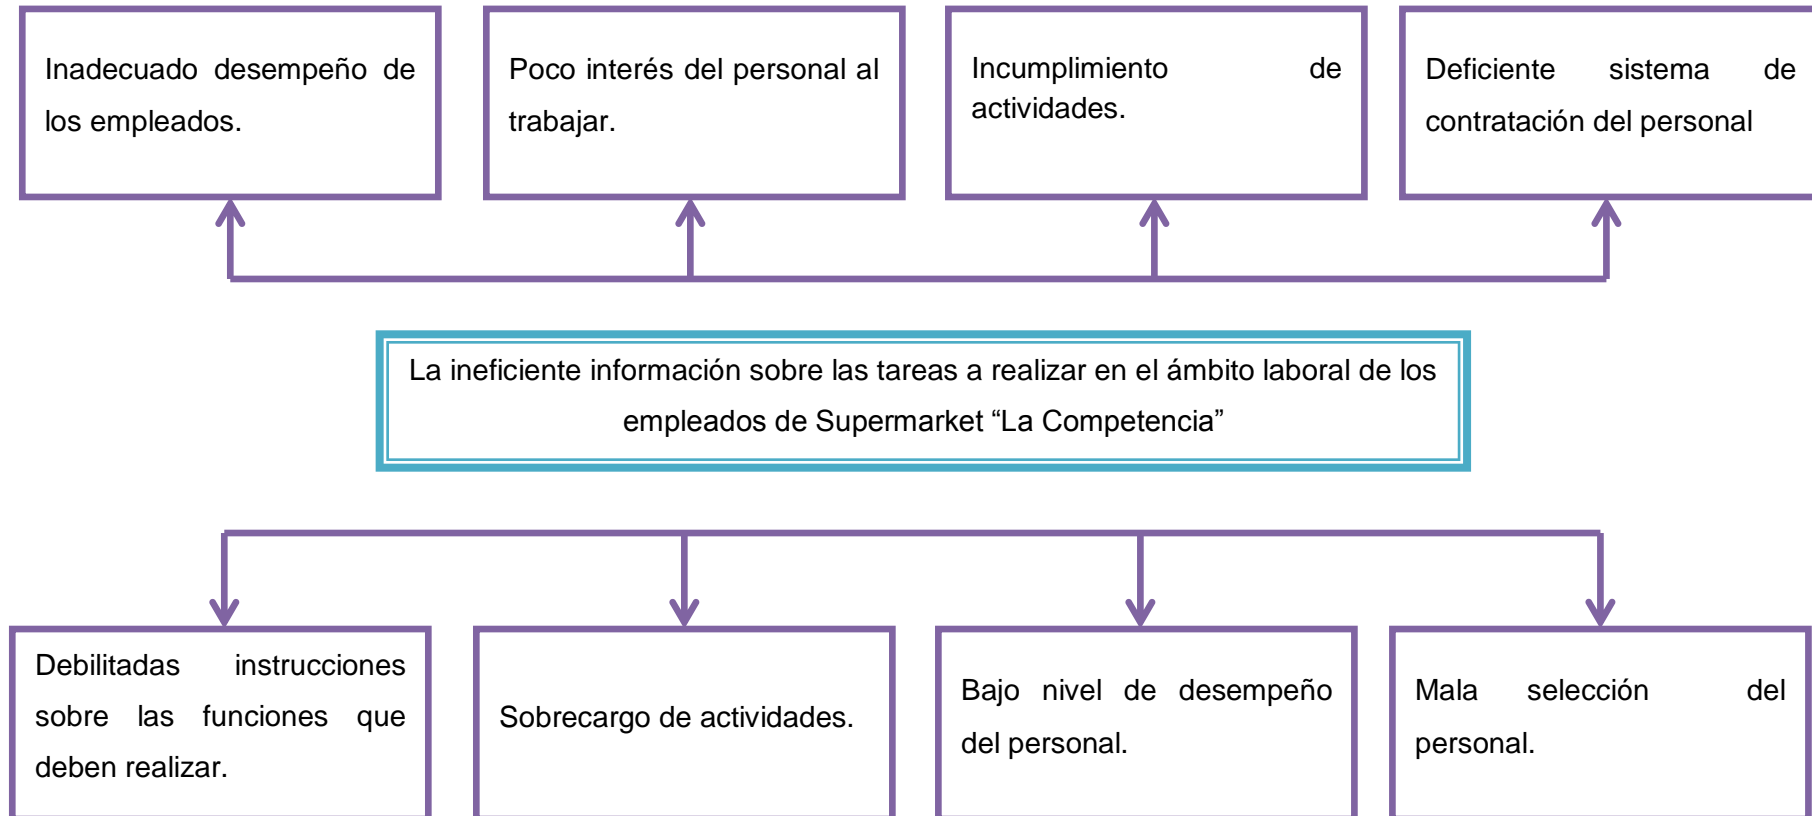 Inadecuado desempeño de
los empleados.
Poco interés del personal al
trabajar.
Incumplimiento de
actividades.
Deficiente sistema de
contratación del personal
La ineficiente información sobre las tareas a realizar en el ámbito laboral de los
empleados de Supermarket “La Competencia”
Debilitadas instrucciones
sobre las funciones que
deben realizar.
Sobrecargo de actividades.
Bajo nivel de desempeño
del personal.
Mala selección del
personal.